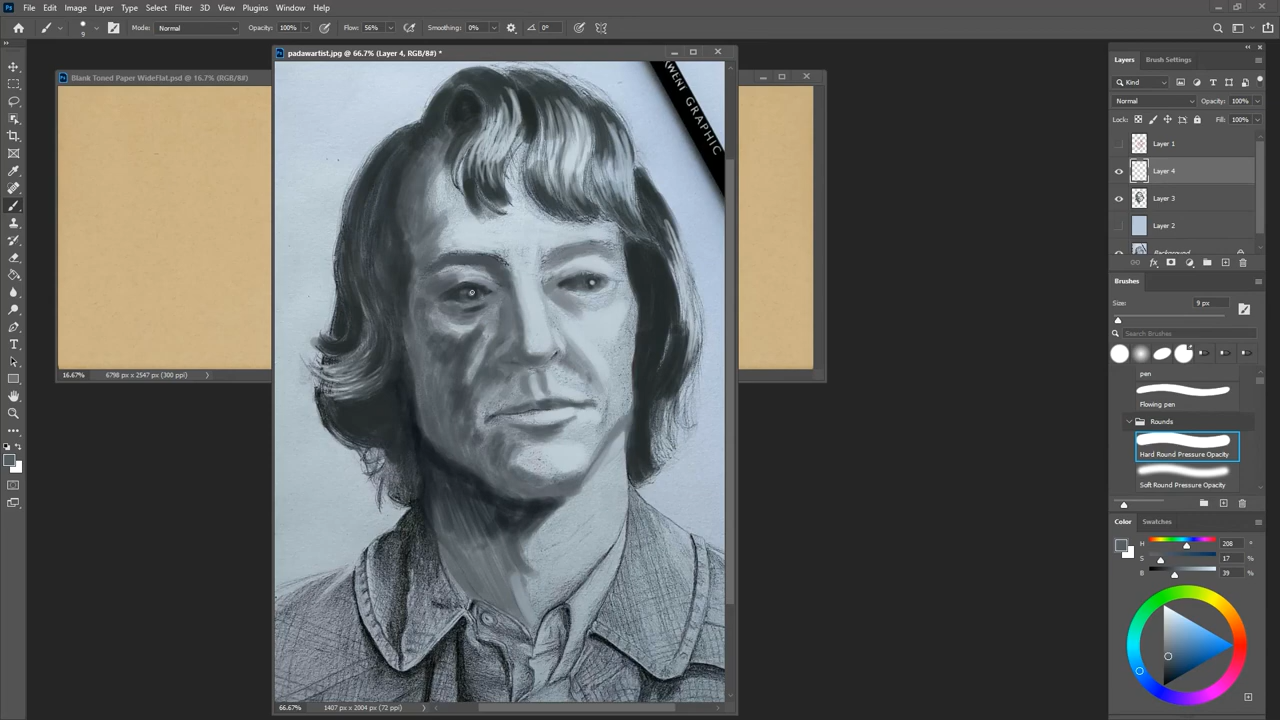 File Edit Image Layer Type Select Filter 3D View Plugins Window Help
9 Mode: Normal Opacity: 100% Flow: 56% Smoothing: 0% 0°
padawartist.jpg @ 66.7% (Layer 4, RGB/8#) *
Blank Toned Paper WideFlat.psd @ 16.7% (RGB/8#)
WENI GRAPHIC
16.67% 6798 px x 2547 px (300 ppi)
66.67% 1407 px x 2004 px (72 ppi)
Layers Brush Settings
Kind
Normal Opacity: 100%
Lock: Fill: 100%
Layer 1
Layer 4
Layer 3
Layer 2
Background
fx
Brushes
Size: 9 px
Search Brushes
pen
Flowing pen
Rounds
Hard Round Pressure Opacity
Soft Round Pressure Opacity
Color Swatches
H 208 °
S 17 %
B 39 %